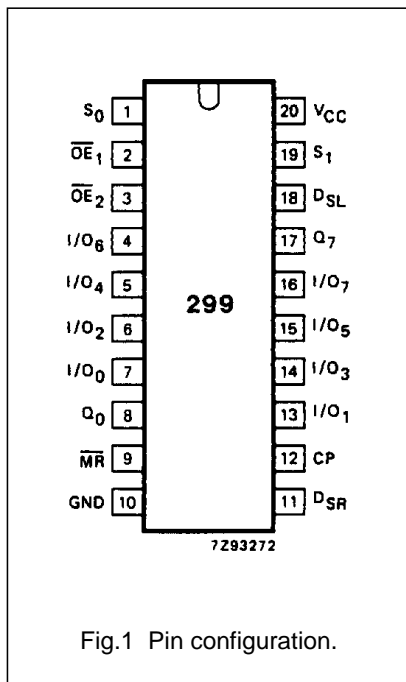 S0 1 20 VCC
OE1 2 19 S1
OE2 3 18 DSL
I/O6 4 17 Q7
I/O4 5 16 I/O7
299
I/O2 6 15 I/O5
I/O0 7 14 I/O3
Q0 8 13 I/O1
MR 9 12 CP
GND 10 11 DSR
7Z93272
Fig.1 Pin configuration.